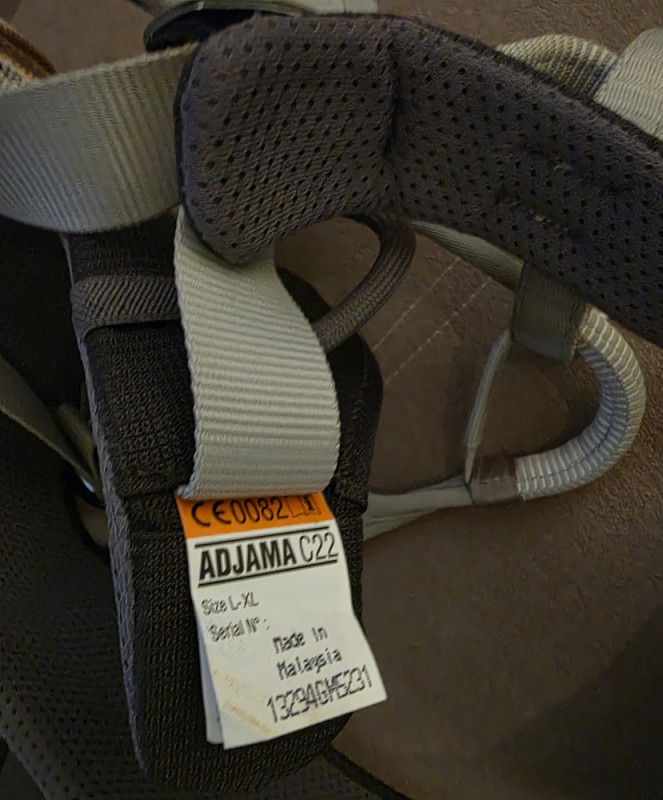 CE0082
ADJAMA C22
Size L-XL
Serial N° :
Made In
Malaysia
13294GM5231